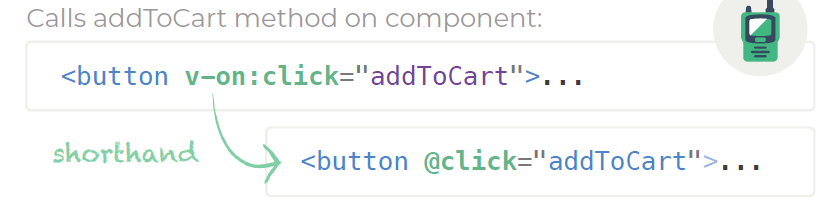 Calls addToCart method on component:
<button v-on:click="addToCart">...
shorthand
<button @click="addToCart">...